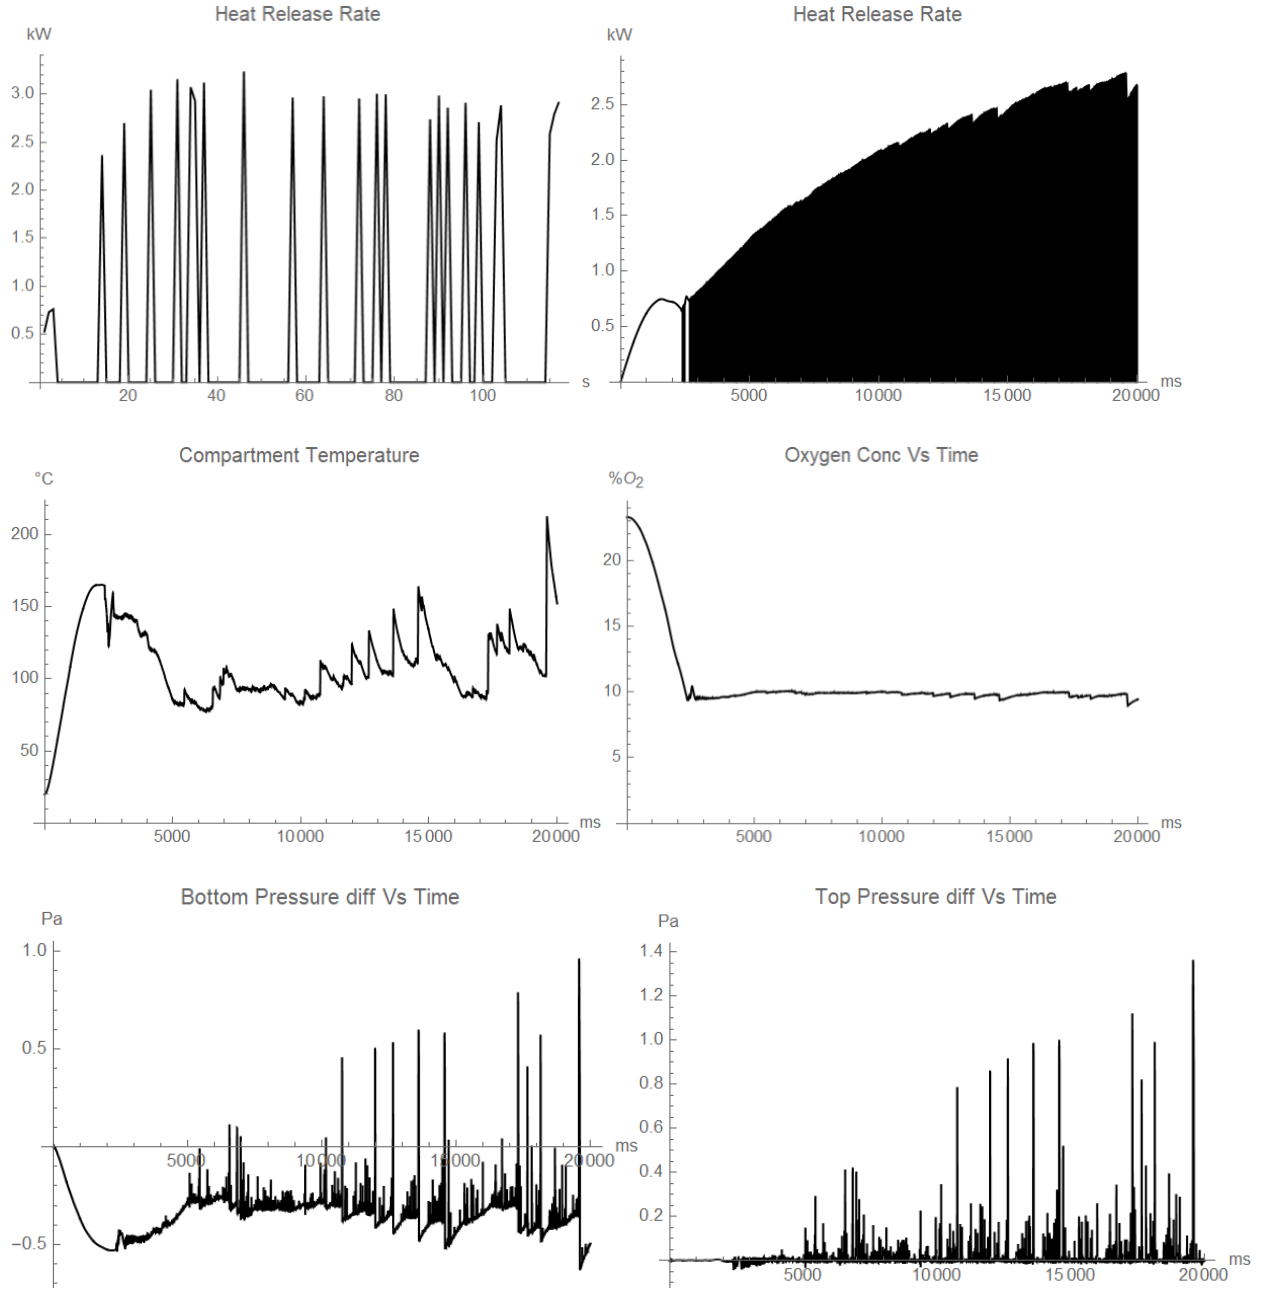 Heat Release Rate
kW
3.0
2.5
2.0
1.5
1.0
0.5
20 40 60 80 100 s
Heat Release Rate
kW
2.5
2.0
1.5
1.0
0.5
5000 10000 15000 20000 ms
Compartment Temperature
°C
200
150
100
50
5000 10000 15000 20000 ms
Oxygen Conc Vs Time
%O₂
20
15
10
5
5000 10000 15000 20000 ms
Bottom Pressure diff Vs Time
Pa
1.0
0.5
5000 10000 15000 20000 ms
−0.5
Top Pressure diff Vs Time
Pa
1.4
1.2
1.0
0.8
0.6
0.4
0.2
5000 10000 15000 20000 ms